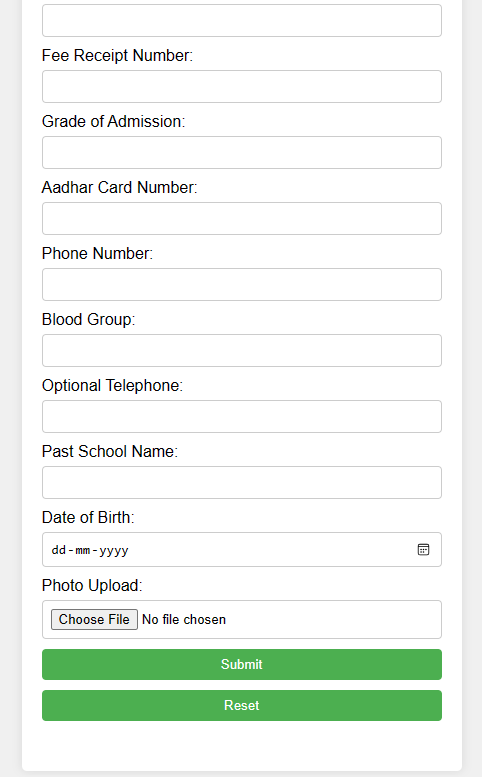 Fee Receipt Number:
Grade of Admission:
Aadhar Card Number:
Phone Number:
Blood Group:
Optional Telephone:
Past School Name:
Date of Birth:
dd-mm-yyyy
Photo Upload:
Choose File No file chosen
Submit
Reset